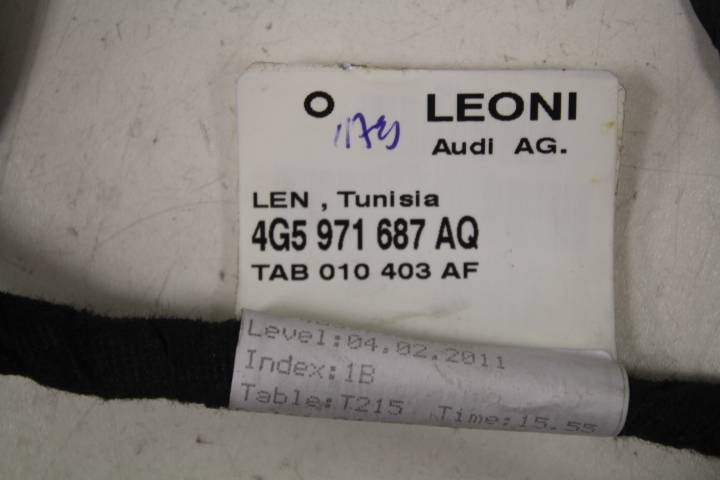 O LEONI
Audi AG.
LEN , Tunisia
4G5 971 687 AQ
TAB 010 403 AF
Level:04.02.2011
Index:1B
Table:T215 Time:15.55